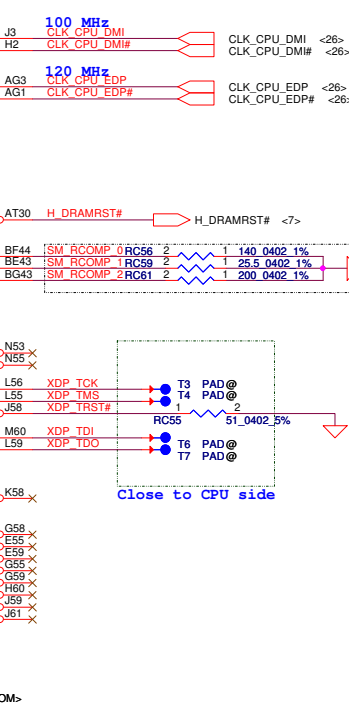 100 MHz
J3 CLK_CPU_DMI CLK_CPU_DMI <26>
H2 CLK_CPU_DMI# CLK_CPU_DMI# <26>
120 MHz
AG3 CLK_CPU_EDP CLK_CPU_EDP <26>
AG1 CLK_CPU_EDP# CLK_CPU_EDP# <26>
AT30 H_DRAMRST# H_DRAMRST# <7>
BF44 SM_RCOMP_0 RC56 2 1 140_0402_1%
BE43 SM_RCOMP_1 RC59 2 1 25.5_0402_1%
BG43 SM_RCOMP_2 RC61 2 1 200_0402_1%
N53
N55
L56 XDP_TCK T3 PAD@
L55 XDP_TMS T4 PAD@
J58 XDP_TRST# 1 2
RC55 51_0402_5%
M60 XDP_TDI T6 PAD@
L59 XDP_TDO T7 PAD@
K58
Close to CPU side
G58
E55
E59
G55
G59
H60
J59
J61
OM>